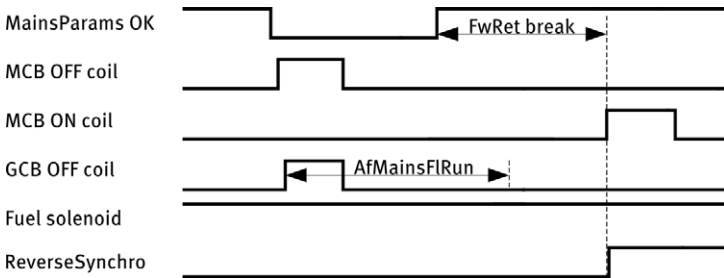 MainsParams OK
FwRet break
MCB OFF coil
MCB ON coil
GCB OFF coil
AfMainsFlRun
Fuel solenoid
ReverseSynchro